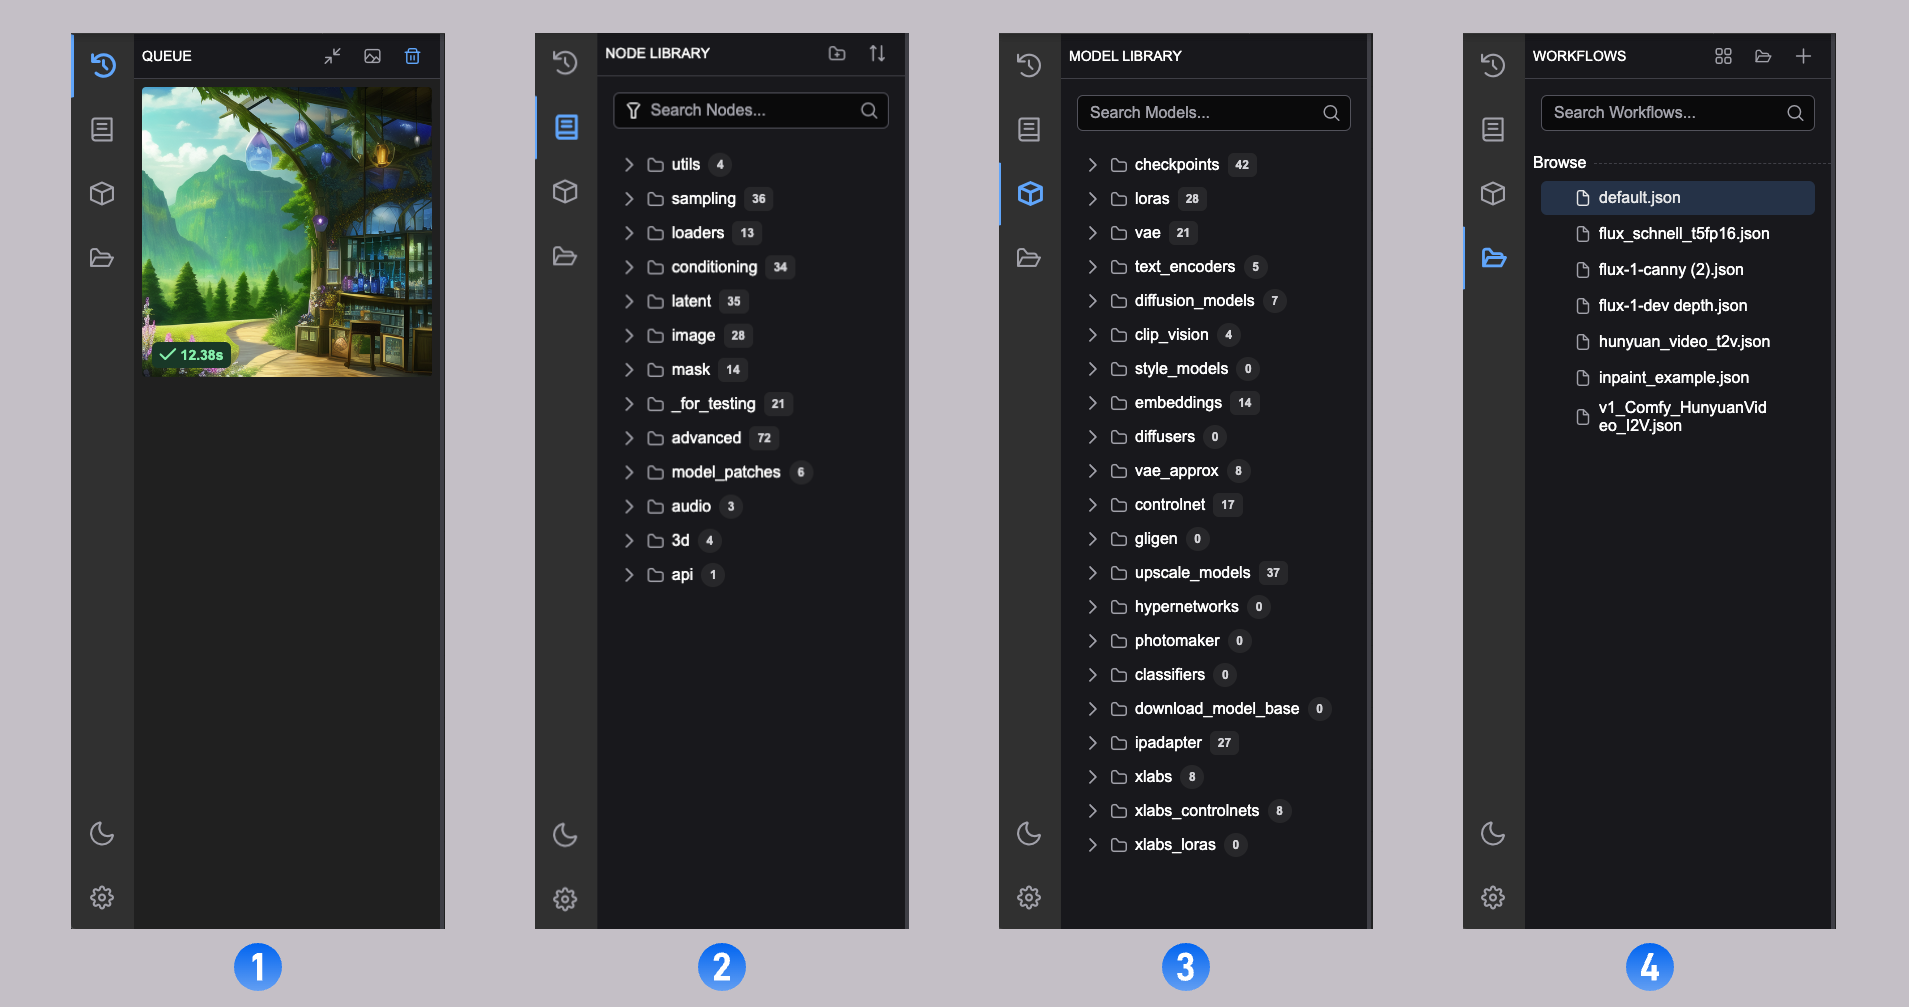 QUEUE
12.38s
1
NODE LIBRARY
Search Nodes...
utils 4
sampling 36
loaders 13
conditioning 34
latent 35
image 28
mask 14
_for_testing 21
advanced 72
model_patches 6
audio 3
3d 4
api 1
2
MODEL LIBRARY
Search Models...
checkpoints 42
loras 28
vae 21
text_encoders 5
diffusion_models 7
clip_vision 4
style_models 0
embeddings 14
diffusers 0
vae_approx 8
controlnet 17
gligen 0
upscale_models 37
hypernetworks 0
photomaker 0
classifiers 0
download_model_base 0
ipadapter 27
xlabs 8
xlabs_controlnets 8
xlabs_loras 0
3
WORKFLOWS
Search Workflows...
Browse
default.json
flux_schnell_t5fp16.json
flux-1-canny (2).json
flux-1-dev depth.json
hunyuan_video_t2v.json
inpaint_example.json
v1_Comfy_HunyuanVid
eo_I2V.json
4